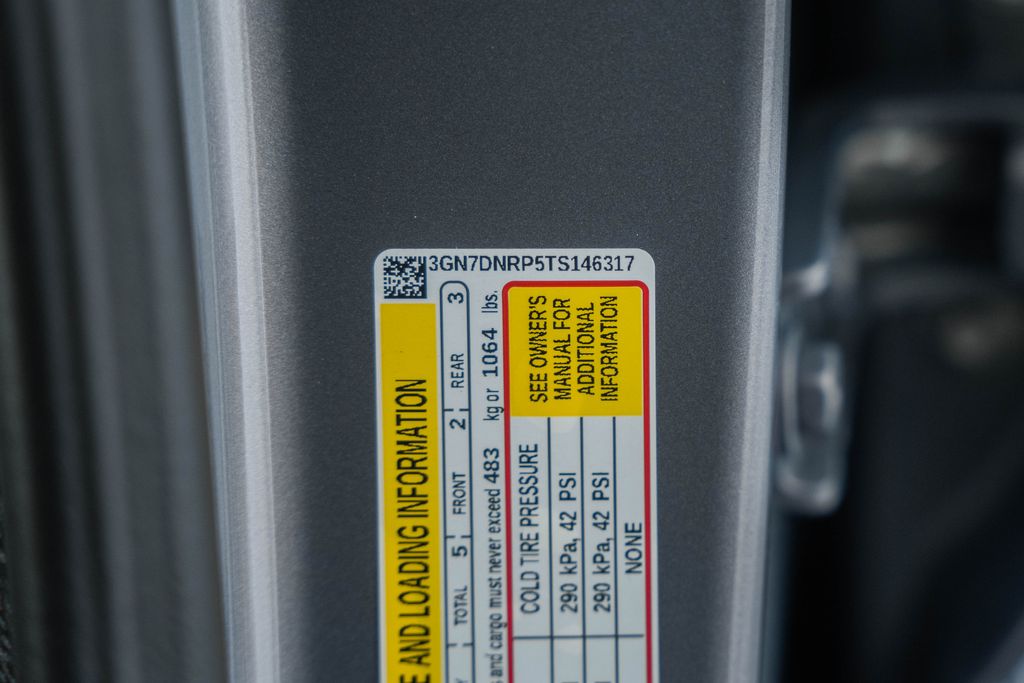 3GN7DNRP5TS146317
E AND LOADING INFORMATION
TOTAL 5 FRONT 2 REAR 3
and cargo must never exceed 483 kg or 1064 lbs.
COLD TIRE PRESSURE
290 kPa, 42 PSI
290 kPa, 42 PSI
NONE
SEE OWNER'S
MANUAL FOR
ADDITIONAL
INFORMATION